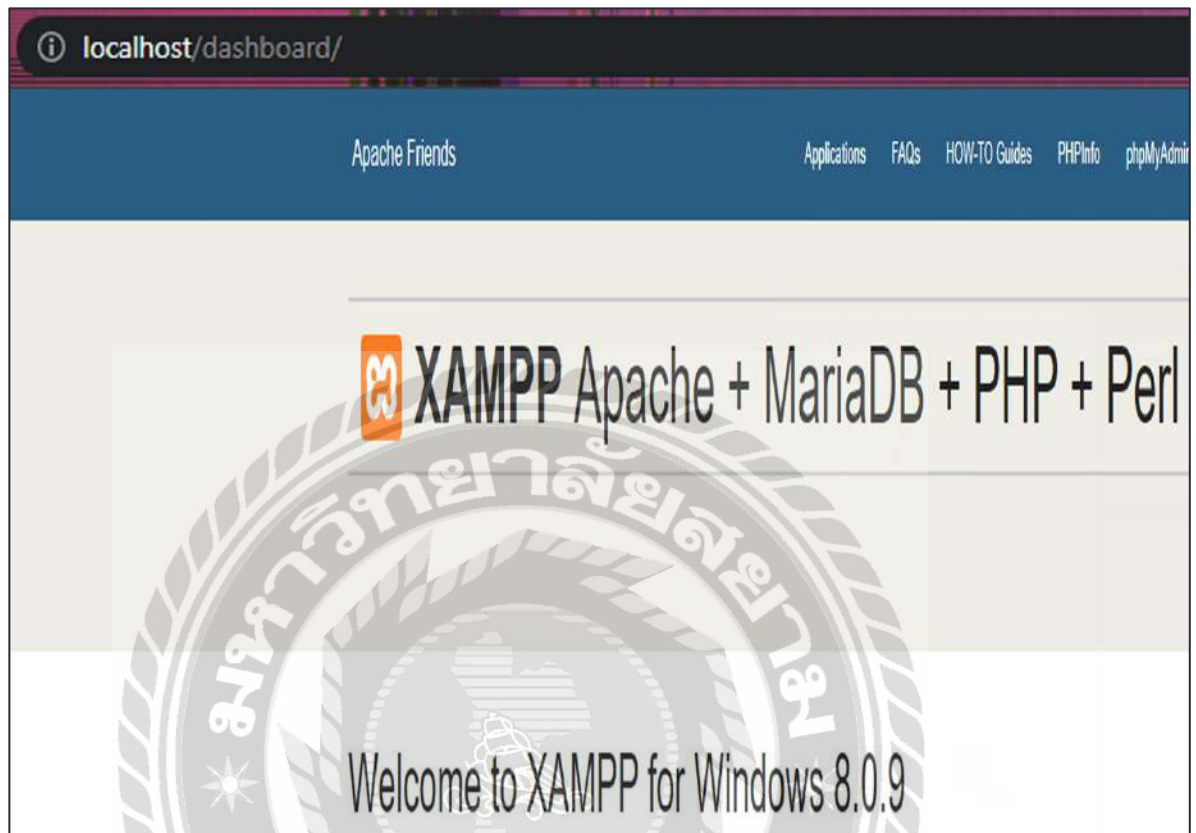 localhost/dashboard/
Apache Friends Applications FAQs HOW-TO Guides PHPInfo phpMyAdmin
XAMPP Apache + MariaDB + PHP + Perl
มหาวิทยาลัยสยาม
Welcome to XAMPP for Windows 8.0.9